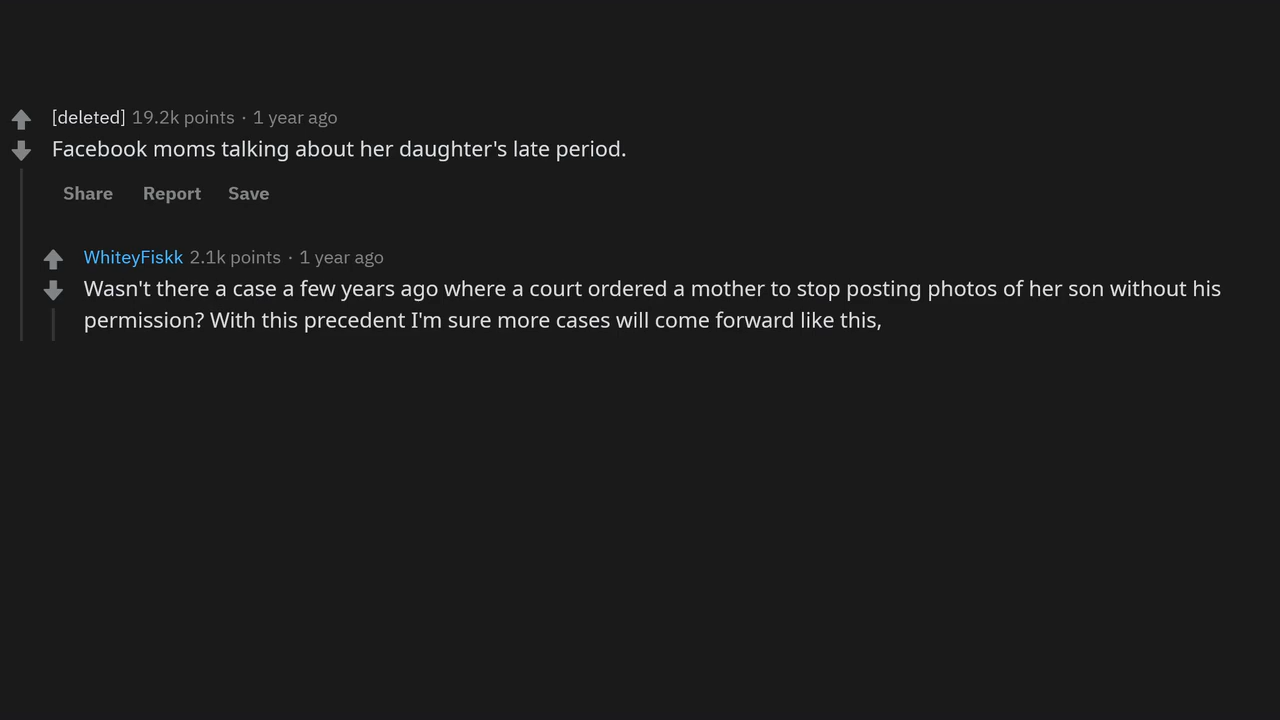 [deleted] 19.2k points · 1 year ago
Facebook moms talking about her daughter's late period.
Share Report Save
WhiteyFiskk 2.1k points · 1 year ago
Wasn't there a case a few years ago where a court ordered a mother to stop posting photos of her son without his
permission? With this precedent I'm sure more cases will come forward like this,